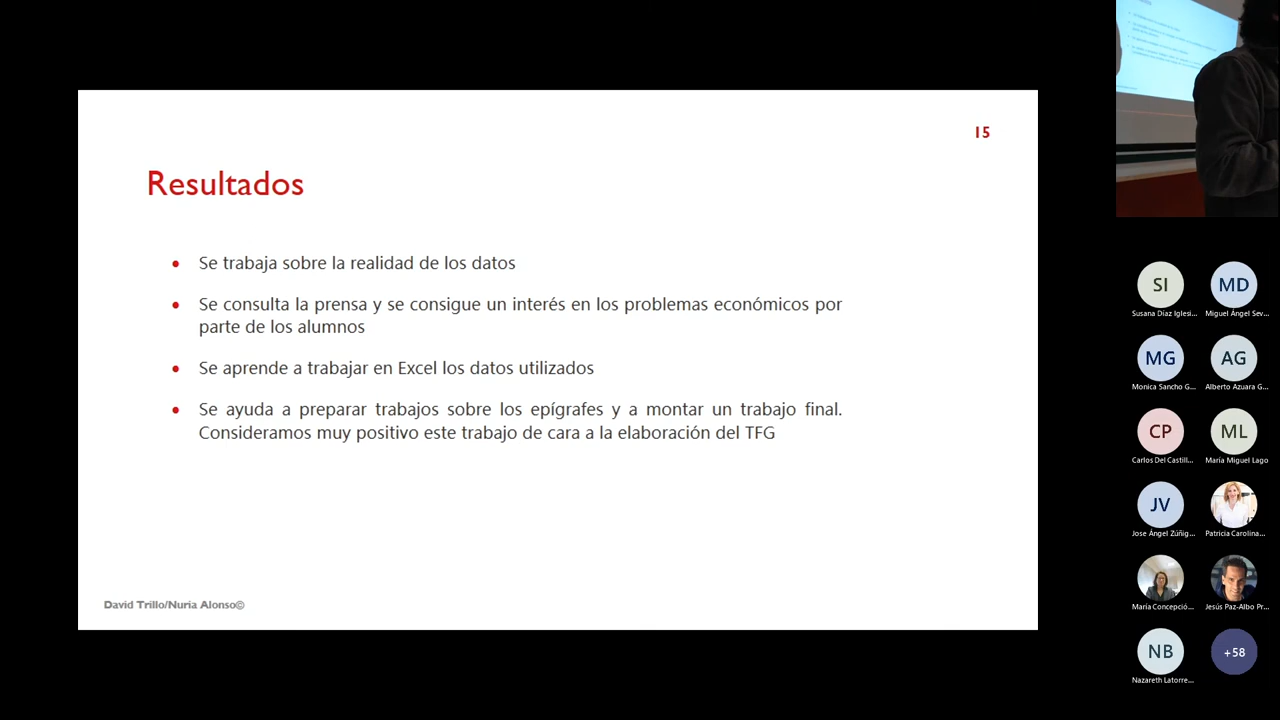 15
Resultados
Se trabaja sobre la realidad de los datos
Se consulta la prensa y se consigue un interés en los problemas económicos por
parte de los alumnos
Se aprende a trabajar en Excel los datos utilizados
Se ayuda a preparar trabajos sobre los epígrafes y a montar un trabajo final.
Consideramos muy positivo este trabajo de cara a la elaboración del TFG
David Trillo/Nuria Alonso©
SI MD
Susana Díaz Iglesi... Miguel Ángel Sev...
MG AG
Monica Sancho G... Alberto Azuara G...
CP ML
Carlos Del Castill... María Miguel Lago
JV
Jose Ángel Zúñig... Patricia Carolina...
María Concepció... Jesús Paz-Albo Pr...
NB +58
Nazareth Latorre...